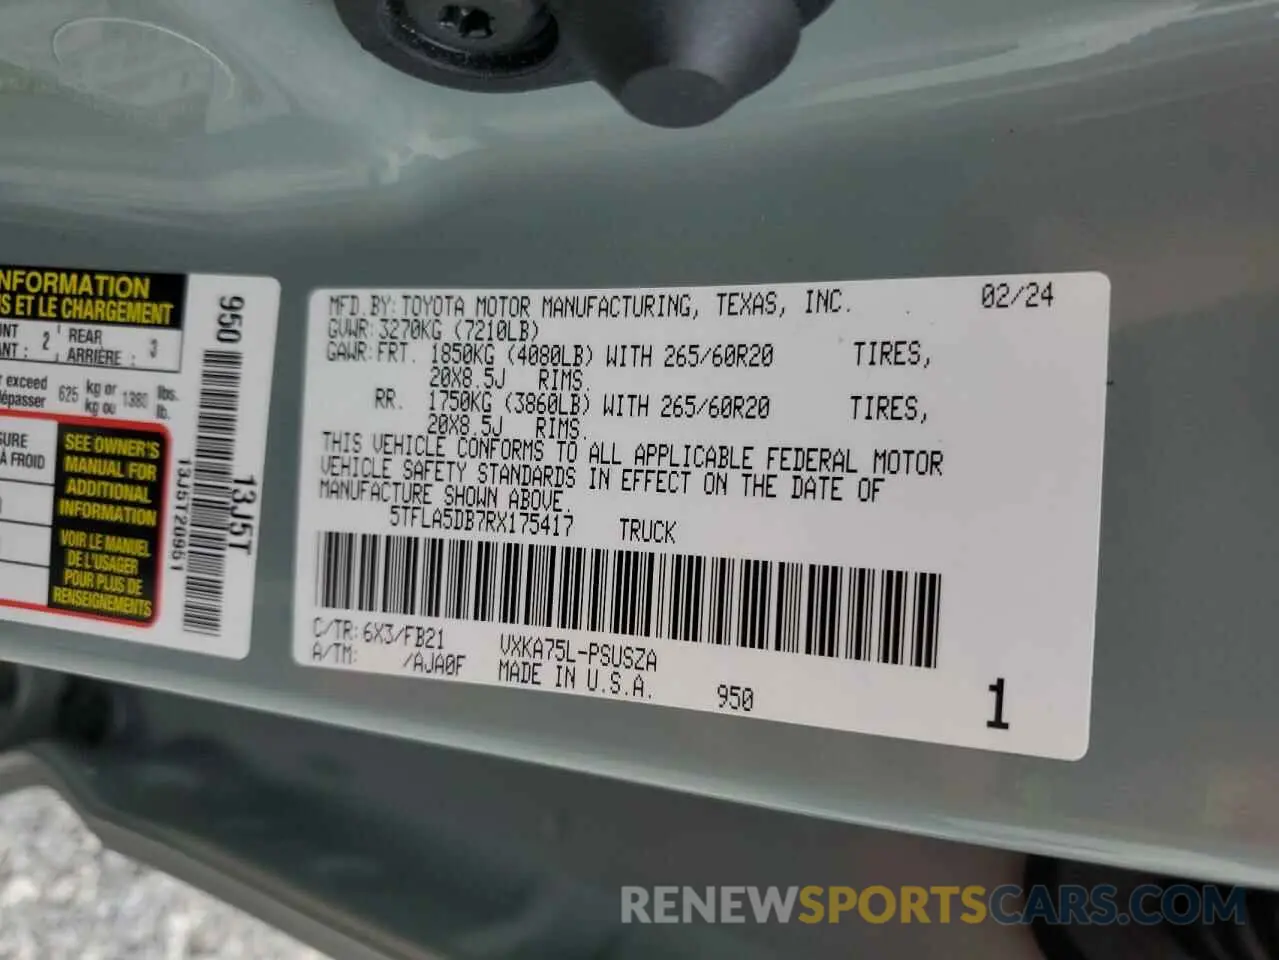 NFORMATION
S ET LE CHARGEMENT
2 REAR 3
ARRIÈRE :
exceed 625 kg or 1380 lbs.
dépasser kg ou lb.
À FROID
SEE OWNER'S
MANUAL FOR
ADDITIONAL
INFORMATION
VOIR LE MANUEL
DE L'USAGER
POUR PLUS DE
RENSEIGNEMENTS
950
13J5T
13J5T20951
MFD.BY:TOYOTA MOTOR MANUFACTURING, TEXAS, INC. 02/24
GVWR:3270KG (7210LB)
GAWR:FRT. 1850KG (4080LB) WITH 265/60R20 TIRES,
20X8.5J RIMS.
RR. 1750KG (3860LB) WITH 265/60R20 TIRES,
20X8.5J RIMS.
THIS VEHICLE CONFORMS TO ALL APPLICABLE FEDERAL MOTOR
VEHICLE SAFETY STANDARDS IN EFFECT ON THE DATE OF
MANUFACTURE SHOWN ABOVE.
5TFLA5DB7RX175417 TRUCK
C/TR:6X3/FB21 VXKA75L-PSUSZA
A/TM: /AJA0F MADE IN U.S.A. 950
1
RENEWSPORTSCARS.COM